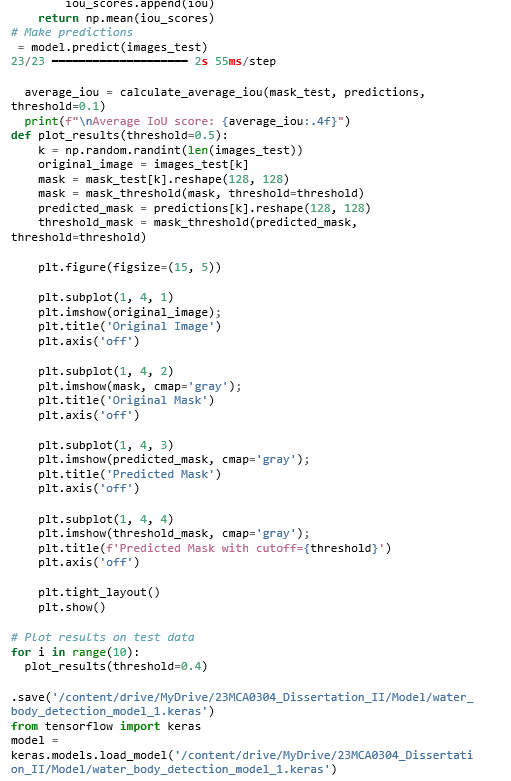 iou_scores.append(iou)
    return np.mean(iou_scores)
# Make predictions
 = model.predict(images_test)
23/23 ━━━━━━━━━━━━━━━━━━━━ 2s 55ms/step
  average_iou = calculate_average_iou(mask_test, predictions,
threshold=0.1)
  print(f"\nAverage IoU score: {average_iou:.4f}")
def plot_results(threshold=0.5):
    k = np.random.randint(len(images_test))
    original_image = images_test[k]
    mask = mask_test[k].reshape(128, 128)
    mask = mask_threshold(mask, threshold=threshold)
    predicted_mask = predictions[k].reshape(128, 128)
    threshold_mask = mask_threshold(predicted_mask,
threshold=threshold)

    plt.figure(figsize=(15, 5))

    plt.subplot(1, 4, 1)
    plt.imshow(original_image);
    plt.title('Original Image')
    plt.axis('off')

    plt.subplot(1, 4, 2)
    plt.imshow(mask, cmap='gray');
    plt.title('Original Mask')
    plt.axis('off')

    plt.subplot(1, 4, 3)
    plt.imshow(predicted_mask, cmap='gray');
    plt.title('Predicted Mask')
    plt.axis('off')

    plt.subplot(1, 4, 4)
    plt.imshow(threshold_mask, cmap='gray');
    plt.title(f'Predicted Mask with cutoff={threshold}')
    plt.axis('off')

    plt.tight_layout()
    plt.show()

# Plot results on test data
for i in range(10):
  plot_results(threshold=0.4)

.save('/content/drive/MyDrive/23MCA0304_Dissertation_II/Model/water_
body_detection_model_1.keras')
from tensorflow import keras
model =
keras.models.load_model('/content/drive/MyDrive/23MCA0304_Dissertati
on_II/Model/water_body_detection_model_1.keras')